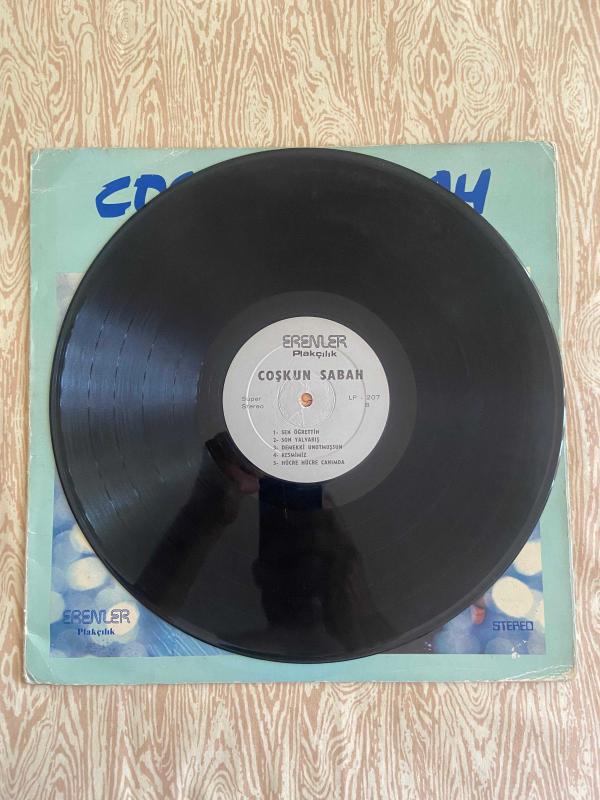 ERENLER
Plakçılık
COŞKUN SABAH
Super LP - 207
Stereo B
1- SEN ÖĞRETTİN
2- SON YALVARIŞ
3- DEMEKKİ UNUTMUŞSUN
4- RESMİMİZ
5- HÜCRE HÜCRE CANIMDA
ERENLER
Plakçılık
STEREO